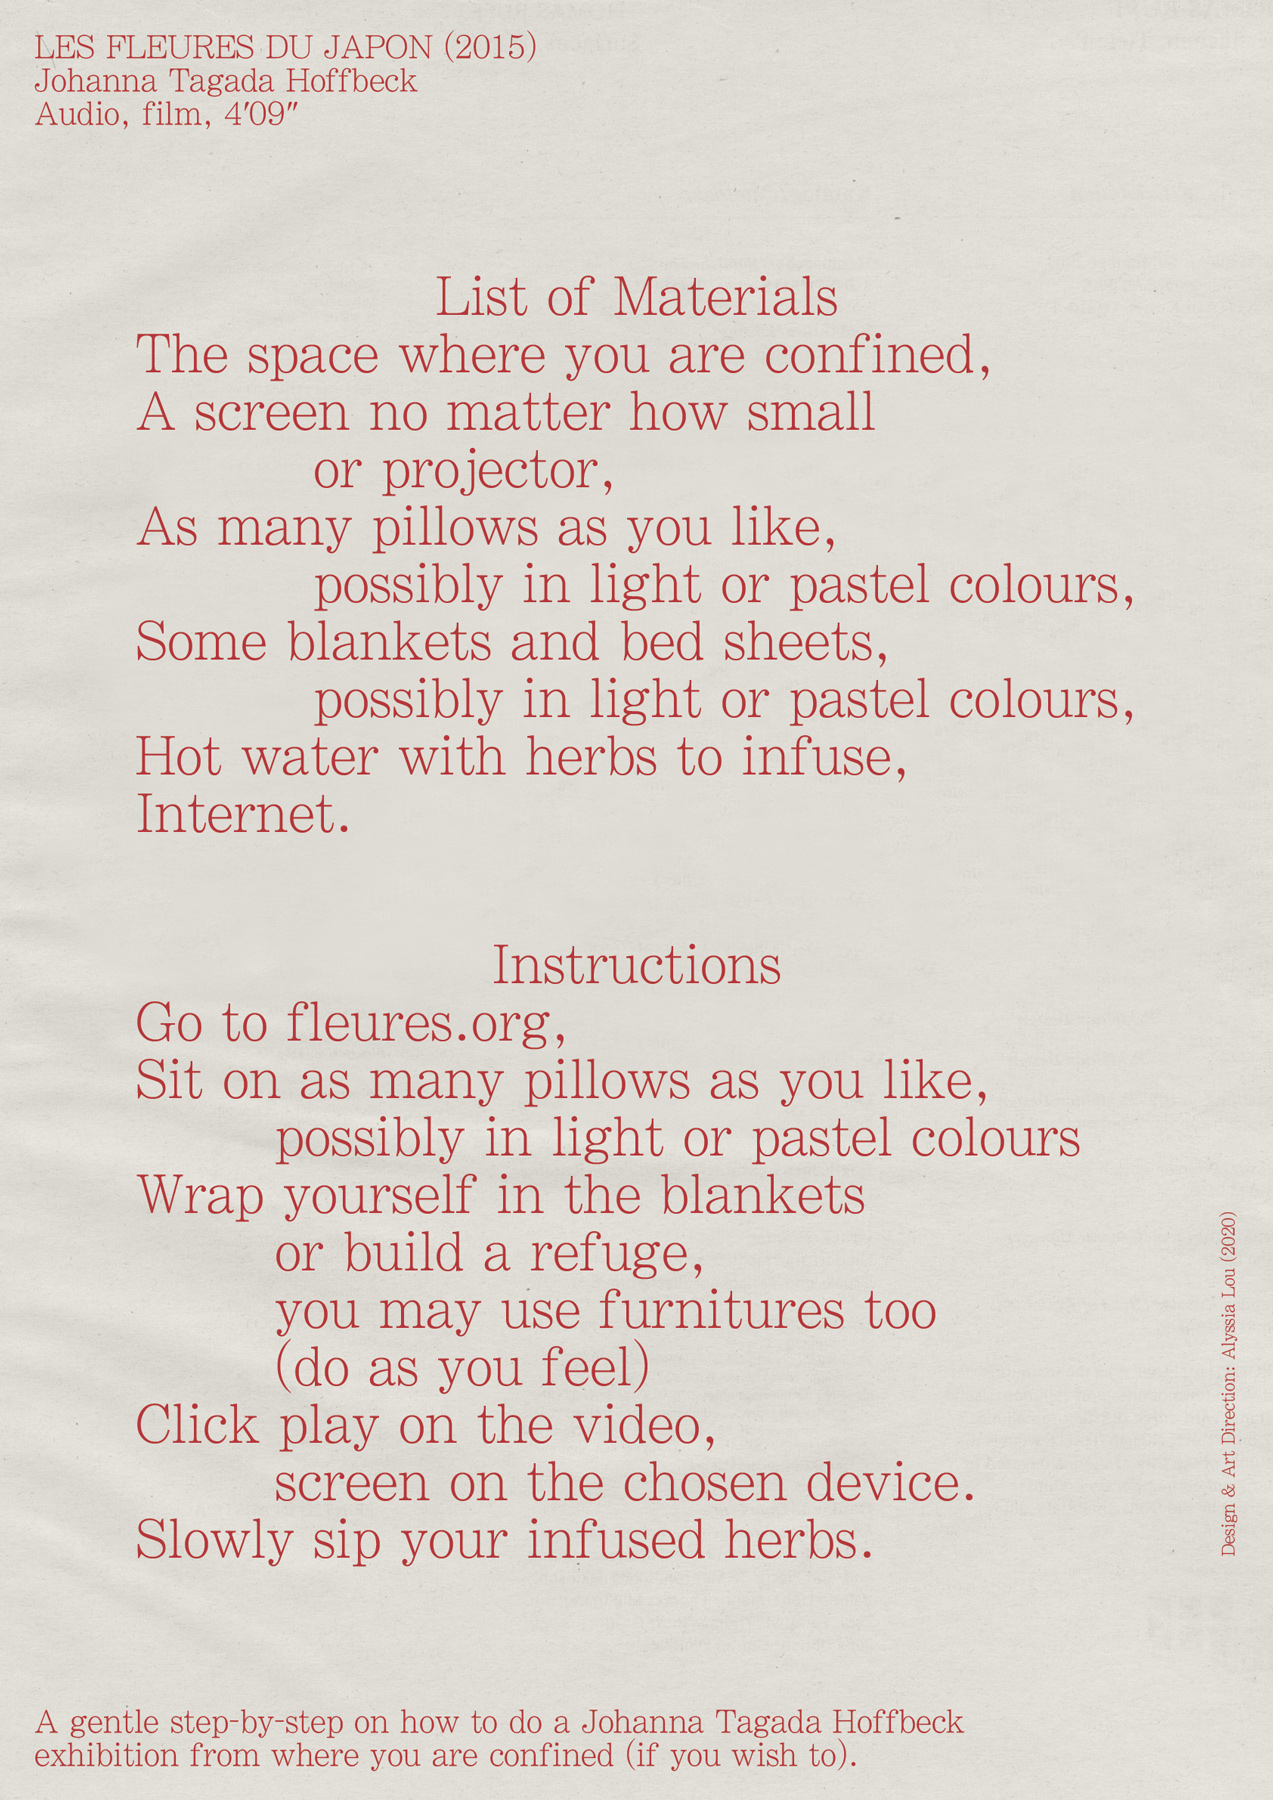 LES FLEURES DU JAPON (2015)
Johanna Tagada Hoffbeck
Audio, film, 4′09″
List of Materials
The space where you are confined,
A screen no matter how small
or projector,
As many pillows as you like,
possibly in light or pastel colours,
Some blankets and bed sheets,
possibly in light or pastel colours,
Hot water with herbs to infuse,
Internet.
Instructions
Go to fleures.org,
Sit on as many pillows as you like,
possibly in light or pastel colours
Wrap yourself in the blankets
or build a refuge,
you may use furnitures too
(do as you feel)
Click play on the video,
screen on the chosen device.
Slowly sip your infused herbs.
Design & Art Direction: Alyssia Lou (2020)
A gentle step-by-step on how to do a Johanna Tagada Hoffbeck
exhibition from where you are confined (if you wish to).